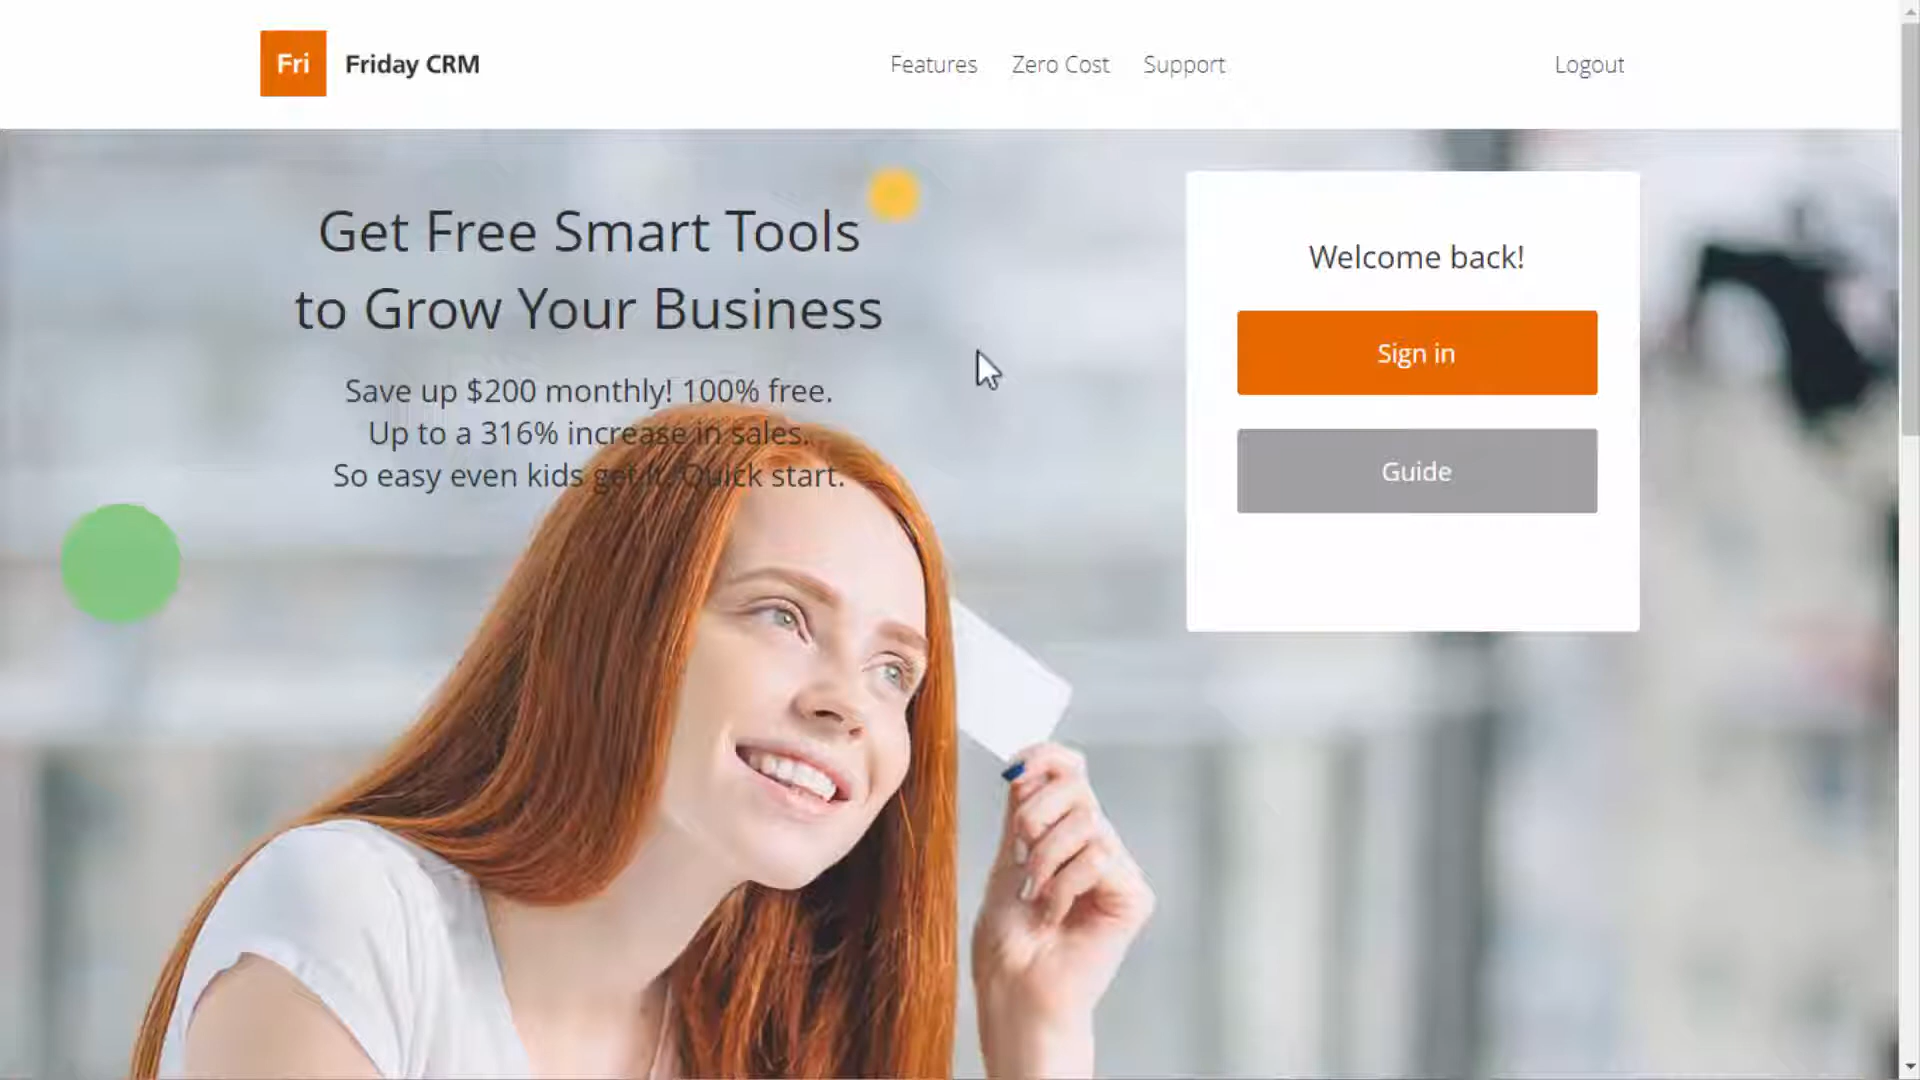 Fri
Friday CRM
Features
Zero Cost
Support
Logout
Get Free Smart Tools
to Grow Your Business
Save up $200 monthly! 100% free.
Up to a 316% increase in sales.
So easy even kids get it. Quick start.
Welcome back!
Sign in
Guide